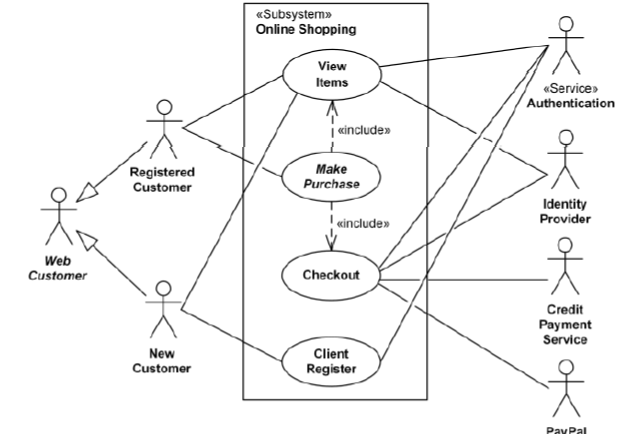 «Subsystem»
Online Shopping
View
Items
«Service»
Authentication
«include»
Registered
Customer
Make
Purchase
Identity
Provider
«include»
Web
Customer
Checkout
Credit
Payment
Service
New
Customer
Client
Register
PayPal